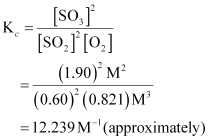 K_c = [SO_3]^2 / [SO_2]^2 [O_2]
= (1.90)^2 M^2 / (0.60)^2 (0.821) M^3
= 12.239 M^-1 (approximately)